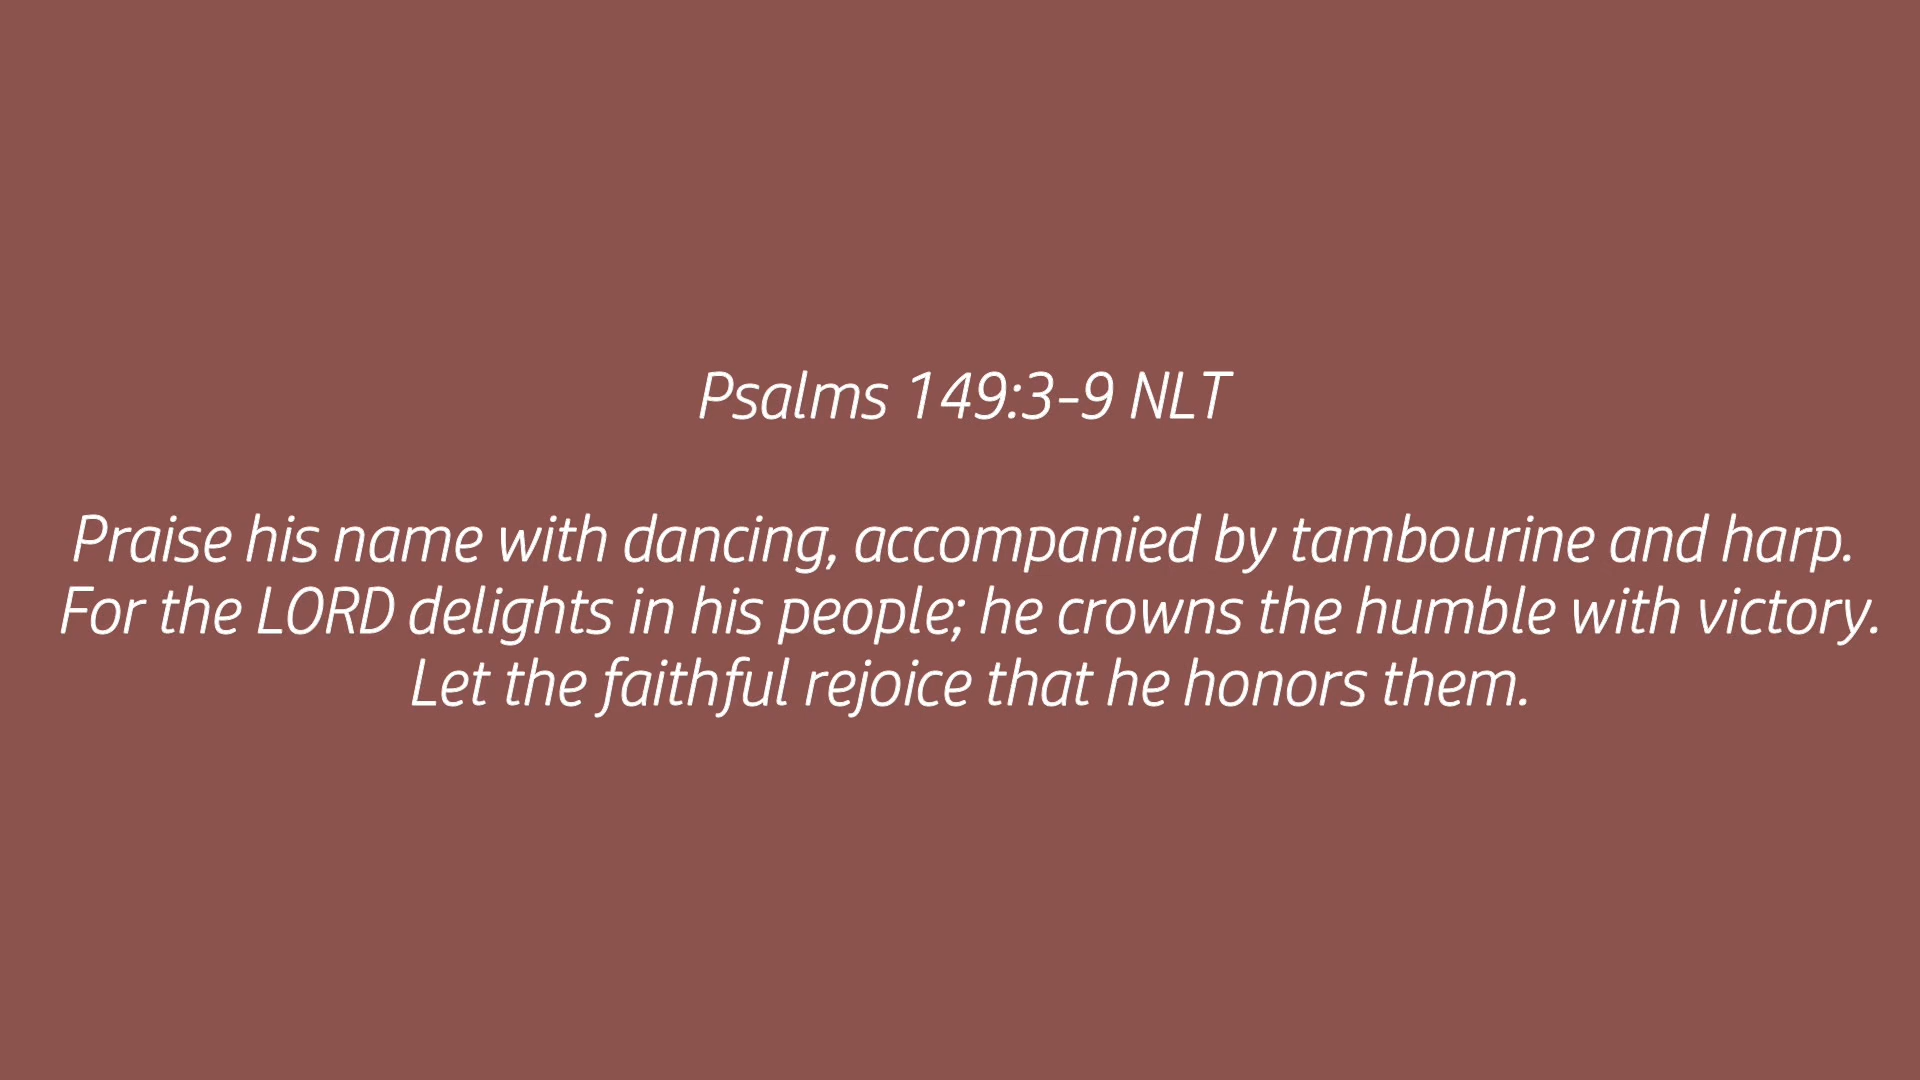 Psalms 149:3-9 NLT
Praise his name with dancing, accompanied by tambourine and harp.
For the LORD delights in his people; he crowns the humble with victory.
Let the faithful rejoice that he honors them.